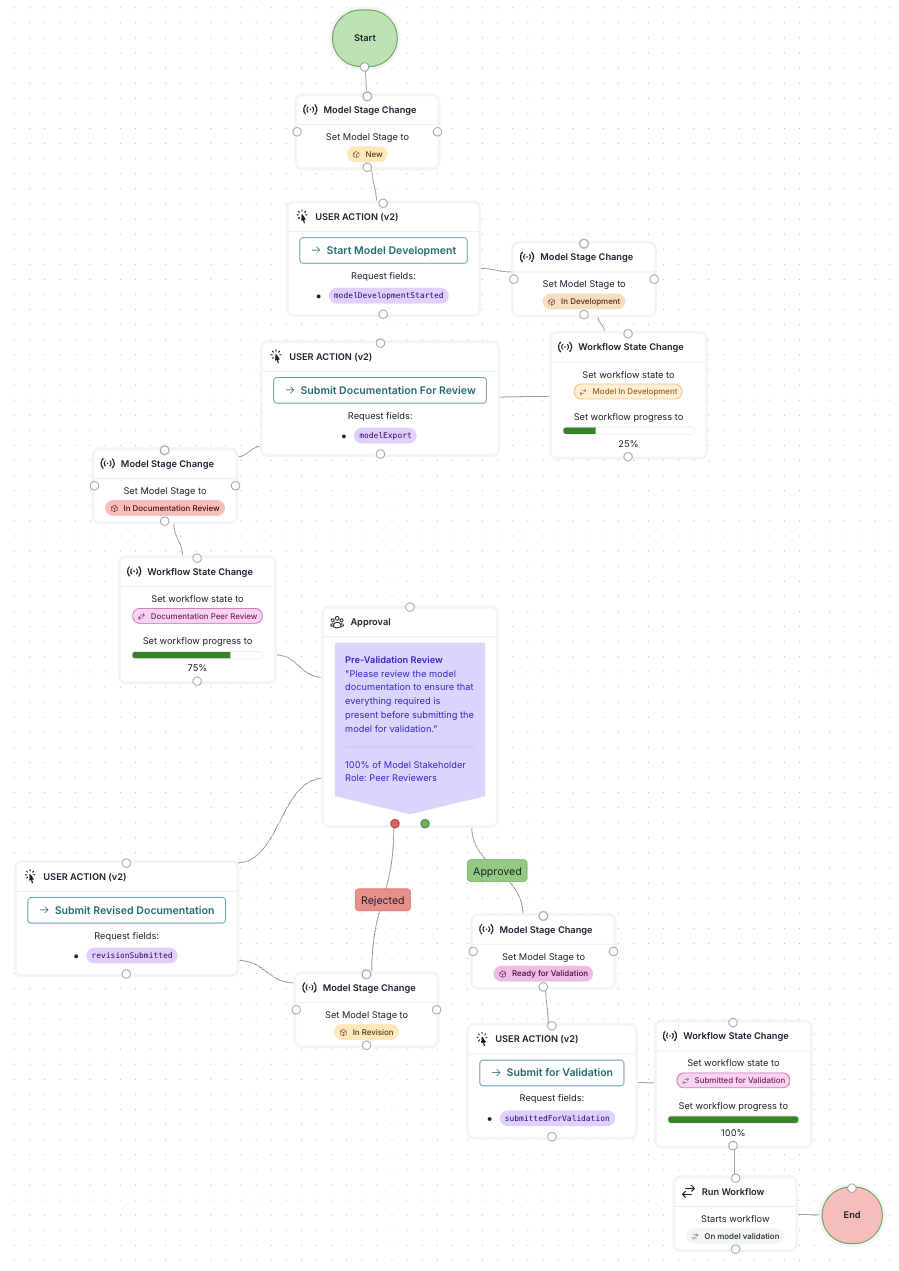 Start
Model Stage Change
Set Model Stage to
New
USER ACTION (v2)
Start Model Development
Request fields:
modelDevelopmentStarted
Model Stage Change
Set Model Stage to
In Development
Workflow State Change
Set workflow state to
Model In Development
Set workflow progress to
25%
USER ACTION (v2)
Submit Documentation For Review
Request fields:
modelExport
Model Stage Change
Set Model Stage to
In Documentation Review
Workflow State Change
Set workflow state to
Documentation Peer Review
Set workflow progress to
75%
Approval
Pre-Validation Review
"Please review the model
documentation to ensure that
everything required is
present before submitting the
model for validation."
100% of Model Stakeholder
Role: Peer Reviewers
Rejected
Approved
USER ACTION (v2)
Submit Revised Documentation
Request fields:
revisionSubmitted
Model Stage Change
Set Model Stage to
In Revision
Model Stage Change
Set Model Stage to
Ready for Validation
USER ACTION (v2)
Submit for Validation
Request fields:
submittedForValidation
Workflow State Change
Set workflow state to
Submitted for Validation
Set workflow progress to
100%
Run Workflow
Starts workflow
On model validation
End